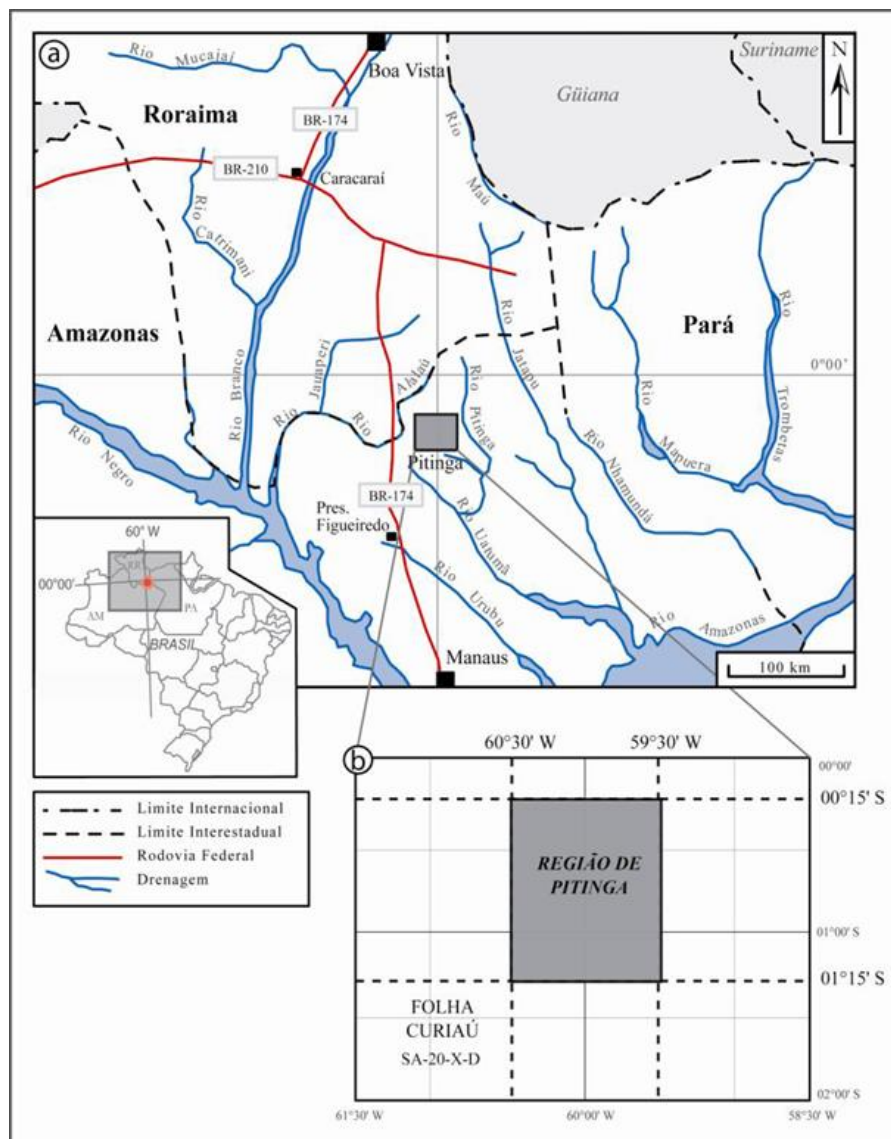 a
Rio
Mucajaí
Boa Vista
Suriname
N
Güiana
Roraima
BR-174
Rio
Maú
BR-210
Caracaraí
Rio
Catrimani
Rio
Amazonas
Pará
Rio
Jatapu
0°00'
Rio Branco
Jauaperi
Alalaú
Rio
Pitinga
Rio
Mapuera
Trombetas
Rio
Negro
Rio
Rio
Pitinga
Rio
Nhamundá
BR-174
Pres.
Figueiredo
Rio
Uatumã
Rio
Urubu
Rio
Amazonas
Manaus
100 km
60° W
00°00'
RR
AM
PA
BRASIL
Limite Internacional
Limite Interestadual
Rodovia Federal
Drenagem
b
60°30' W
59°30' W
00°00'
00°15' S
REGIÃO DE
PITINGA
01°00' S
01°15' S
FOLHA
CURIAÚ
SA-20-X-D
02°00' S
61°30' W
60°00' W
58°30' W